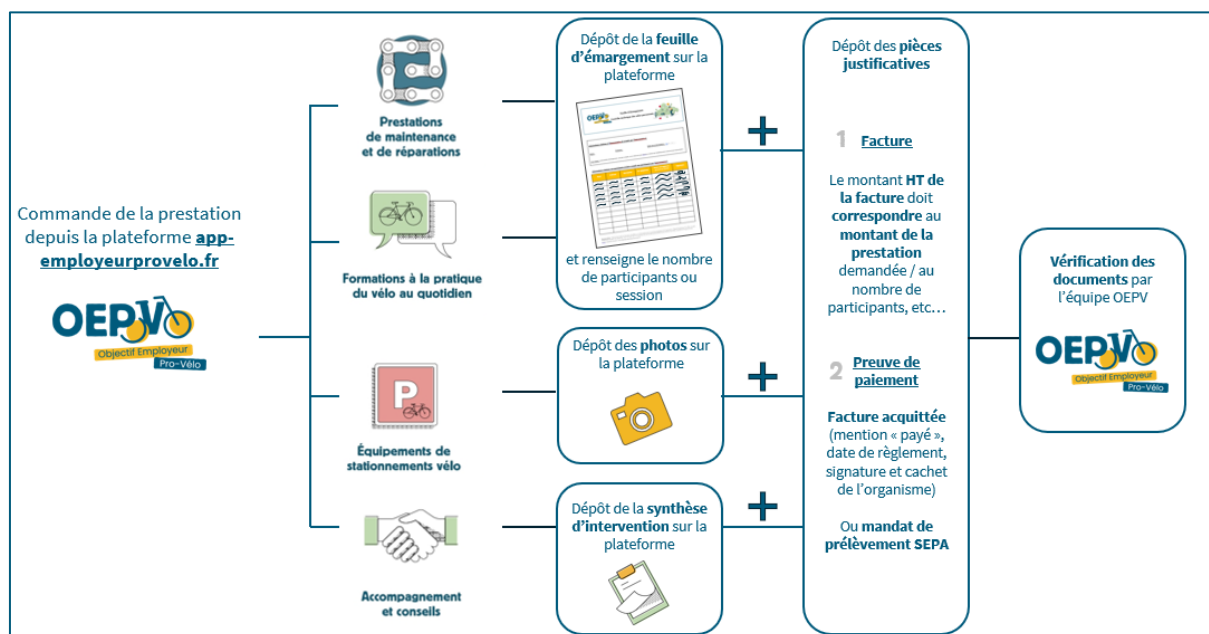 Commande de la prestation
depuis la plateforme app-
employeurprovelo.fr
OEPV
Objectif Employeur
Pro-Vélo
Prestations
de maintenance
et de réparations
Formations à la pratique
du vélo au quotidien
P
Équipements de
stationnements vélo
Accompagnement
et conseils
Dépôt de la feuille
d'émargement sur la
plateforme
OEPV
et renseigne le nombre
de participants ou
session
Dépôt des photos sur
la plateforme
Dépôt de la synthèse
d'intervention sur la
plateforme
+
+
+
Dépôt des pièces
justificatives
1 Facture
Le montant HT de
la facture doit
correspondre au
montant de la
prestation
demandée / au
nombre de
participants, etc…
2 Preuve de
paiement
Facture acquittée
(mention « payé »,
date de règlement,
signature et cachet
de l'organisme)
Ou mandat de
prélèvement SEPA
Vérification des
documents par
l'équipe OEPV
OEPV
Objectif Employeur
Pro-Vélo